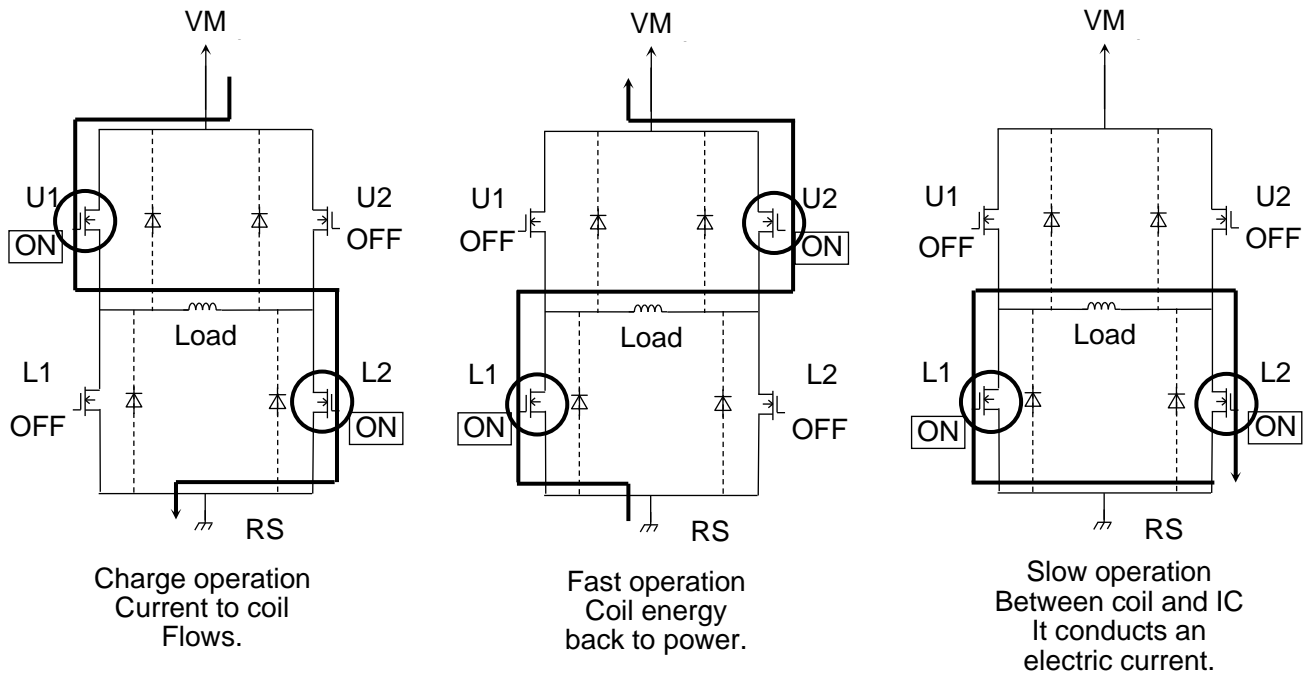 VM
U1
ON
U2
OFF
Load
L1
OFF
L2
ON
RS
Charge operation
Current to coil
Flows.
VM
U1
OFF
U2
ON
Load
L1
ON
L2
OFF
RS
Fast operation
Coil energy
back to power.
VM
U1
OFF
U2
OFF
Load
L1
ON
L2
ON
RS
Slow operation
Between coil and IC
It conducts an
electric current.